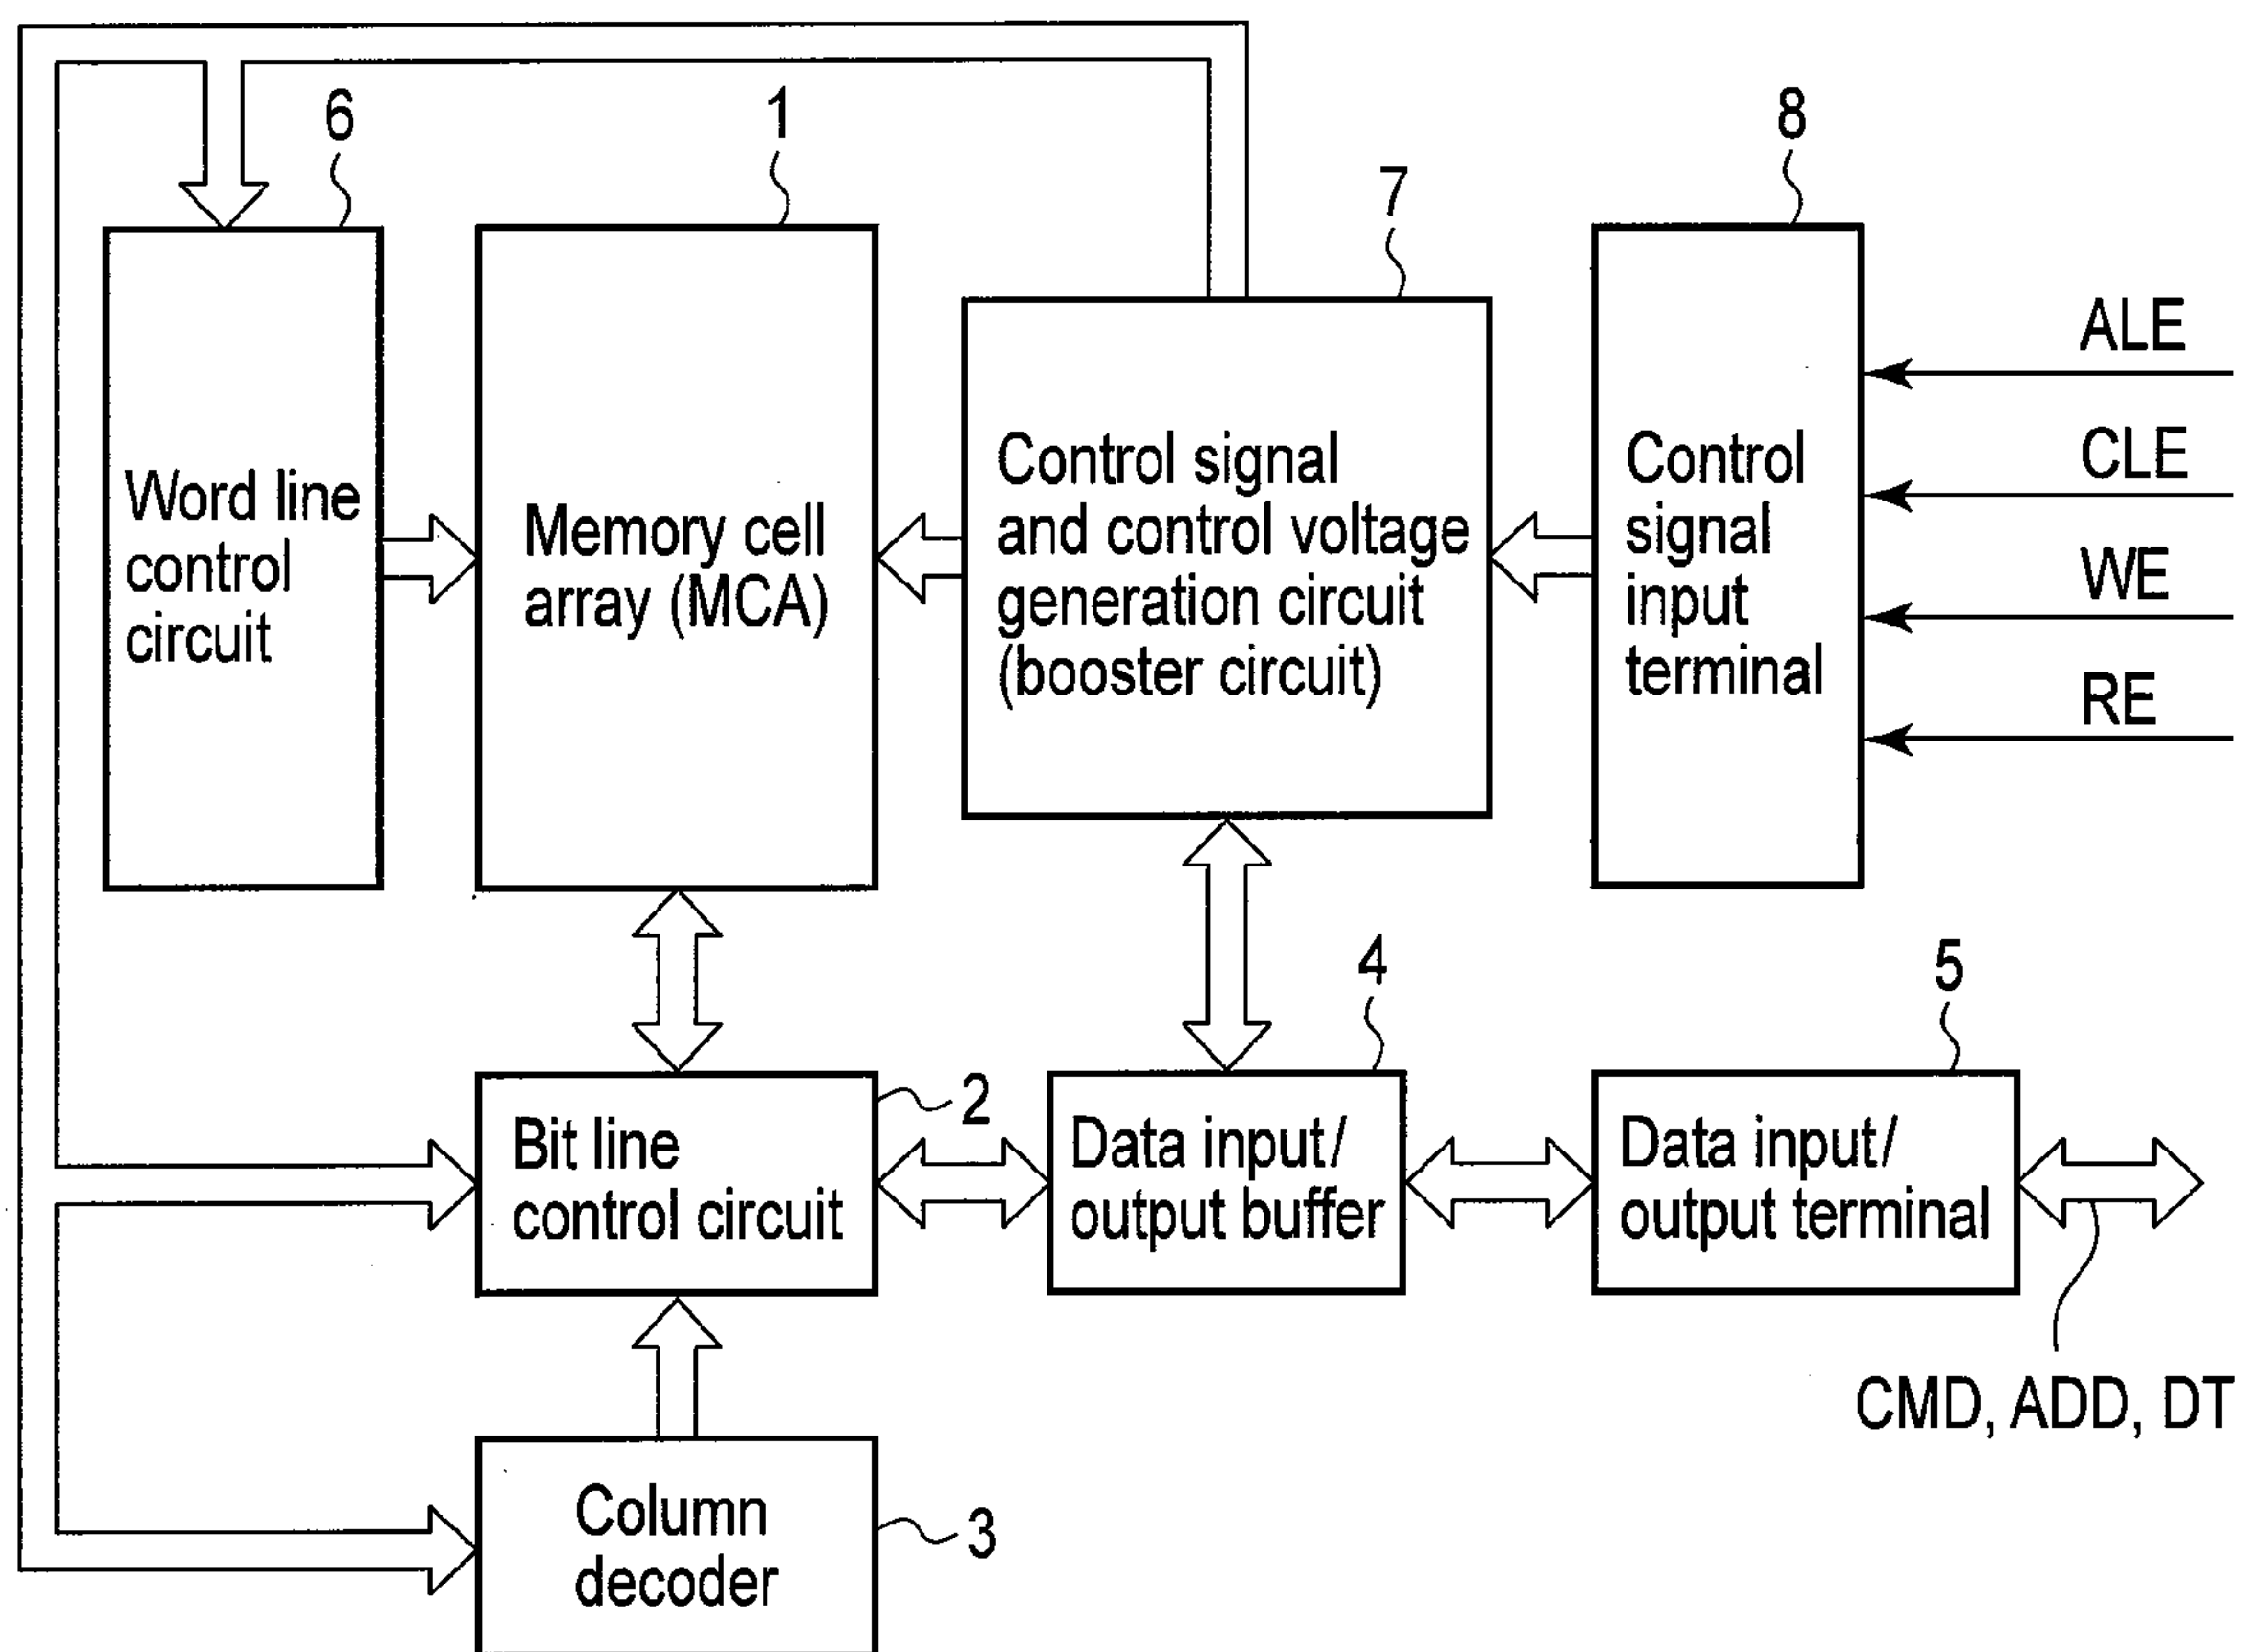 6
1
7
8
Word line
control
circuit
Memory cell
array (MCA)
Control signal
and control voltage
generation circuit
(booster circuit)
Control
signal
input
terminal
ALE
CLE
WE
RE
2
4
5
Bit line
control circuit
Data input/
output buffer
Data input/
output terminal
CMD, ADD, DT
Column
decoder
3